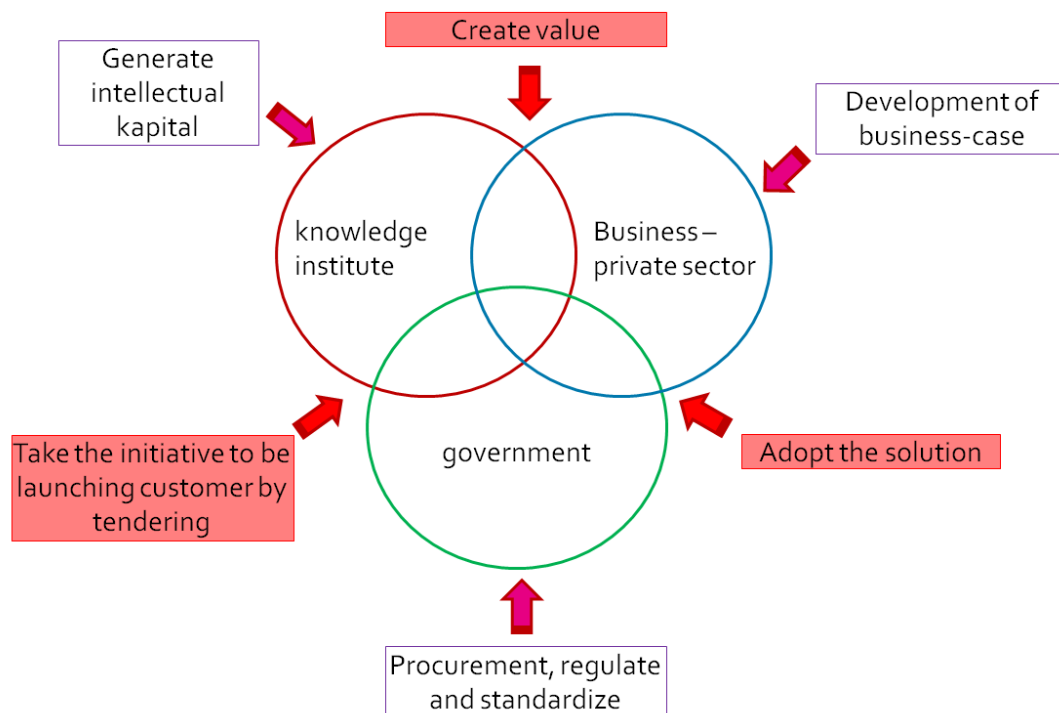 Create value
Generate
intellectual
kapital
Development of
business-case
knowledge
institute
Business –
private sector
Take the initiative to be
launching customer by
tendering
government
Adopt the solution
Procurement, regulate
and standardize